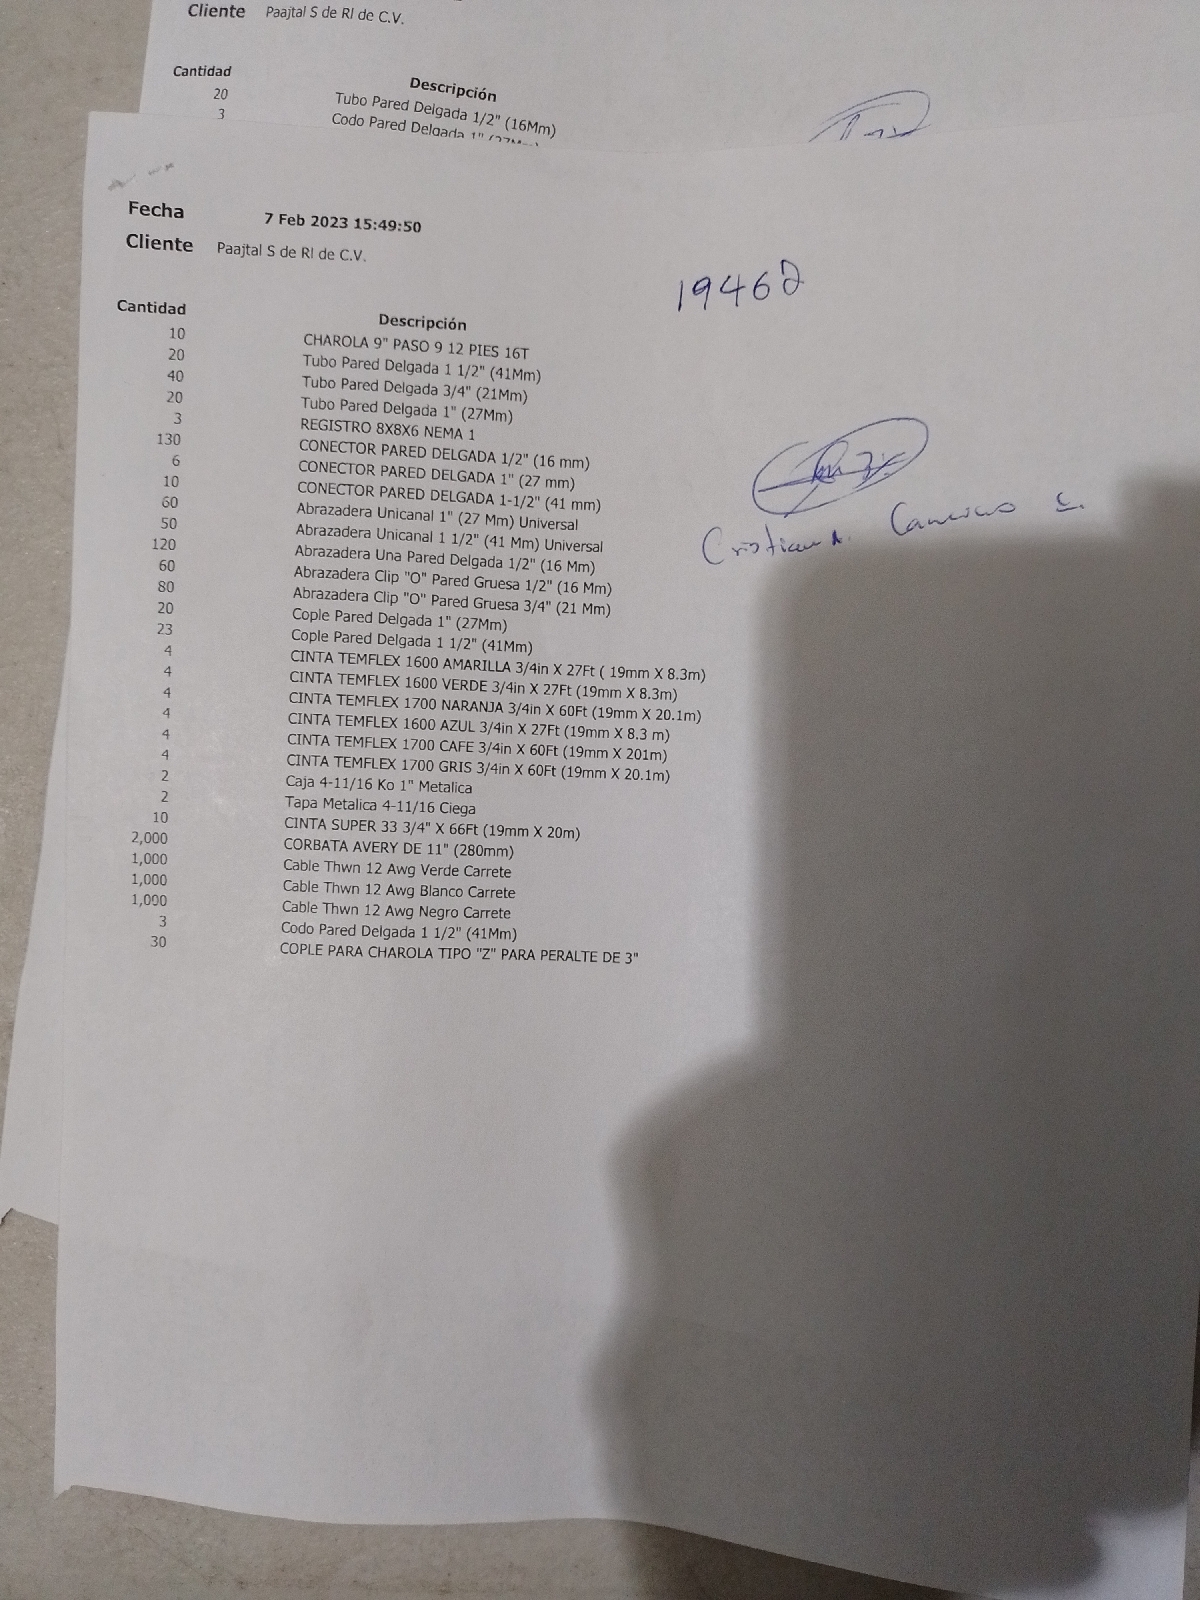 Cliente Paajtal S de Rl de C.V.
Cantidad Descripción
20 Tubo Pared Delgada 1/2" (16Mm)
3 Codo Pared Delgada 1" (27Mm)
Fecha 7 Feb 2023 15:49:50
Cliente Paajtal S de Rl de C.V.
19462
Cantidad Descripción
10 CHAROLA 9" PASO 9 12 PIES 16T
20 Tubo Pared Delgada 1 1/2" (41Mm)
40 Tubo Pared Delgada 3/4" (21Mm)
20 Tubo Pared Delgada 1" (27Mm)
3 REGISTRO 8X8X6 NEMA 1
130 CONECTOR PARED DELGADA 1/2" (16 mm)
6 CONECTOR PARED DELGADA 1" (27 mm)
10 CONECTOR PARED DELGADA 1-1/2" (41 mm)
60 Abrazadera Unicanal 1" (27 Mm) Universal
50 Abrazadera Unicanal 1 1/2" (41 Mm) Universal
120 Abrazadera Una Pared Delgada 1/2" (16 Mm)
60 Abrazadera Clip "O" Pared Gruesa 1/2" (16 Mm)
80 Abrazadera Clip "O" Pared Gruesa 3/4" (21 Mm)
20 Cople Pared Delgada 1" (27Mm)
23 Cople Pared Delgada 1 1/2" (41Mm)
4 CINTA TEMFLEX 1600 AMARILLA 3/4in X 27Ft ( 19mm X 8.3m)
4 CINTA TEMFLEX 1600 VERDE 3/4in X 27Ft (19mm X 8.3m)
4 CINTA TEMFLEX 1700 NARANJA 3/4in X 60Ft (19mm X 20.1m)
4 CINTA TEMFLEX 1600 AZUL 3/4in X 27Ft (19mm X 8.3 m)
4 CINTA TEMFLEX 1700 CAFE 3/4in X 60Ft (19mm X 201m)
4 CINTA TEMFLEX 1700 GRIS 3/4in X 60Ft (19mm X 20.1m)
2 Caja 4-11/16 Ko 1" Metalica
2 Tapa Metalica 4-11/16 Ciega
10 CINTA SUPER 33 3/4" X 66Ft (19mm X 20m)
2,000 CORBATA AVERY DE 11" (280mm)
1,000 Cable Thwn 12 Awg Verde Carrete
1,000 Cable Thwn 12 Awg Blanco Carrete
1,000 Cable Thwn 12 Awg Negro Carrete
3 Codo Pared Delgada 1 1/2" (41Mm)
30 COPLE PARA CHAROLA TIPO "Z" PARA PERALTE DE 3"